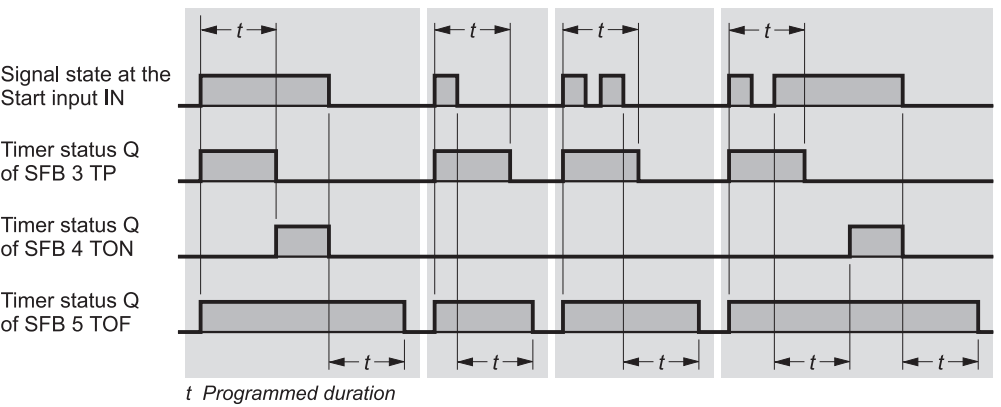 t t t t
Signal state at the
Start input IN
Timer status Q
of SFB 3 TP
Timer status Q
of SFB 4 TON
Timer status Q
of SFB 5 TOF
t t t t t
t Programmed duration